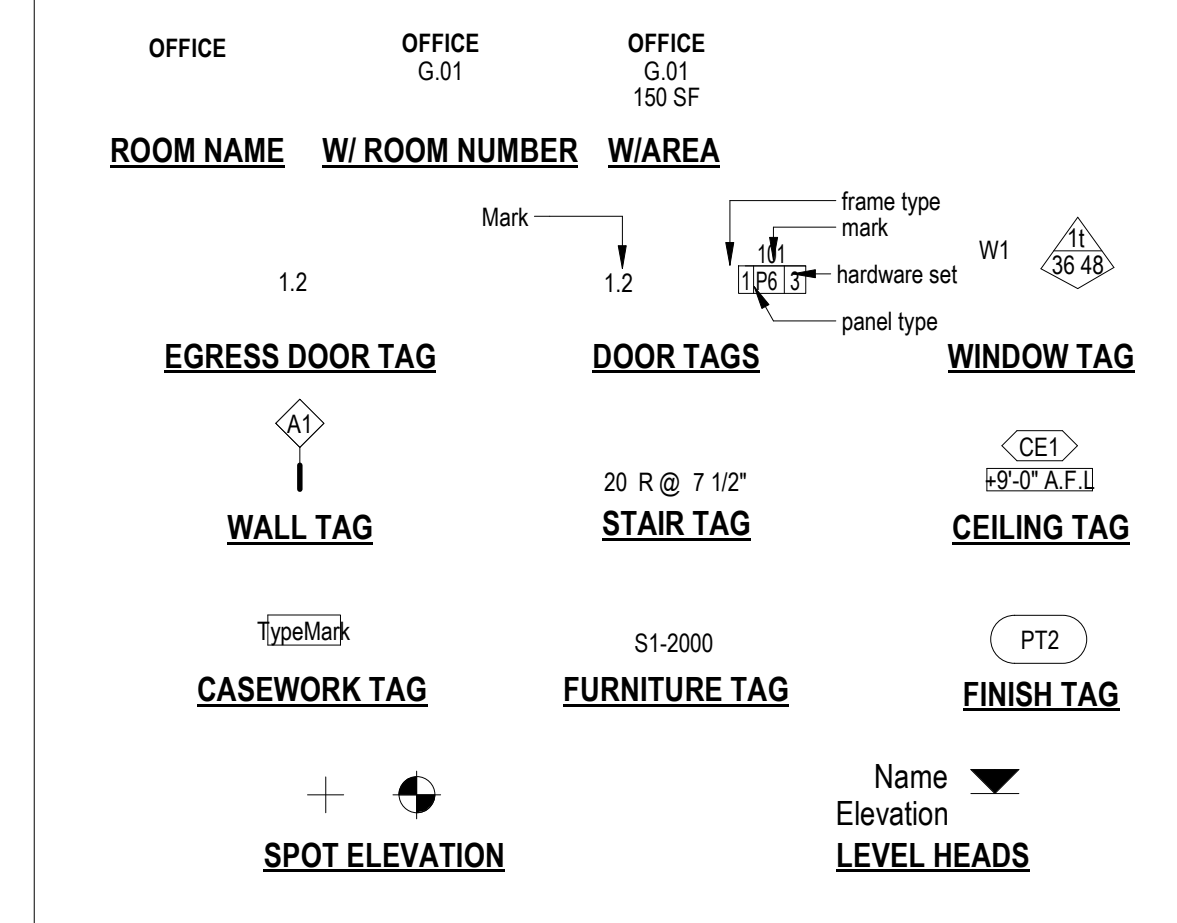 OFFICE
OFFICE
G.01
OFFICE
G.01
150 SF
ROOM NAME
W/ ROOM NUMBER
W/AREA
1.2
EGRESS DOOR TAG
Mark
1.2
frame type
mark
101
1 P6 3
hardware set
panel type
DOOR TAGS
W1
1t
36 48
WINDOW TAG
A1
WALL TAG
20 R @ 7 1/2"
STAIR TAG
CE1
+9'-0" A.F.L
CEILING TAG
TypeMark
CASEWORK TAG
S1-2000
FURNITURE TAG
PT2
FINISH TAG
SPOT ELEVATION
Name
Elevation
LEVEL HEADS